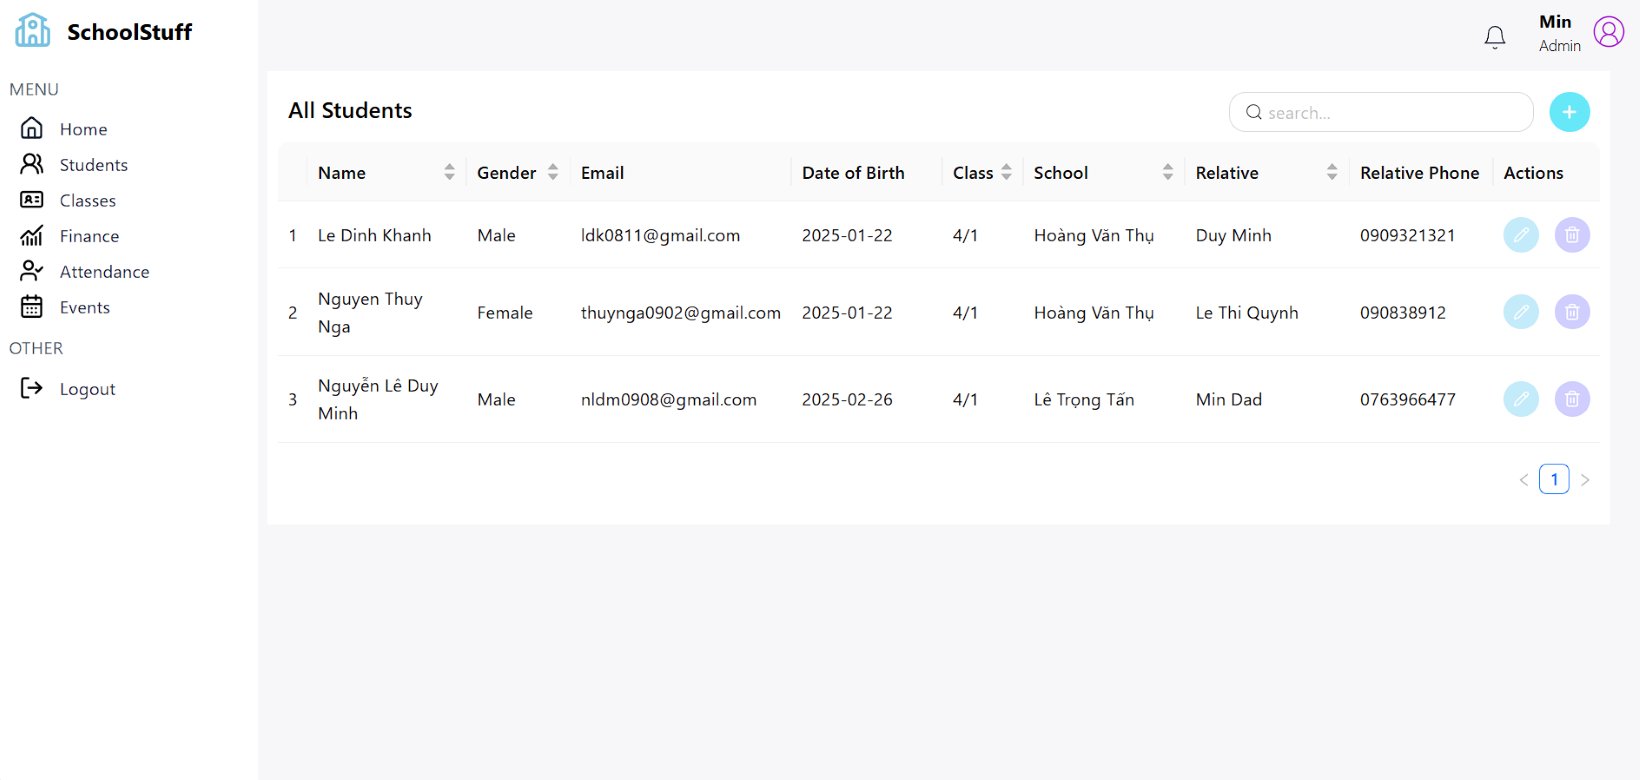 SchoolStuff
Min
Admin
MENU
Home
Students
Classes
Finance
Attendance
Events
OTHER
Logout
All Students
search...
Name Gender Email Date of Birth Class School Relative Relative Phone Actions
1 Le Dinh Khanh Male ldk0811@gmail.com 2025-01-22 4/1 Hoàng Văn Thụ Duy Minh 0909321321
2 Nguyen Thuy Nga Female thuynga0902@gmail.com 2025-01-22 4/1 Hoàng Văn Thụ Le Thi Quynh 090838912
3 Nguyễn Lê Duy Minh Male nldm0908@gmail.com 2025-02-26 4/1 Lê Trọng Tấn Min Dad 0763966477
1